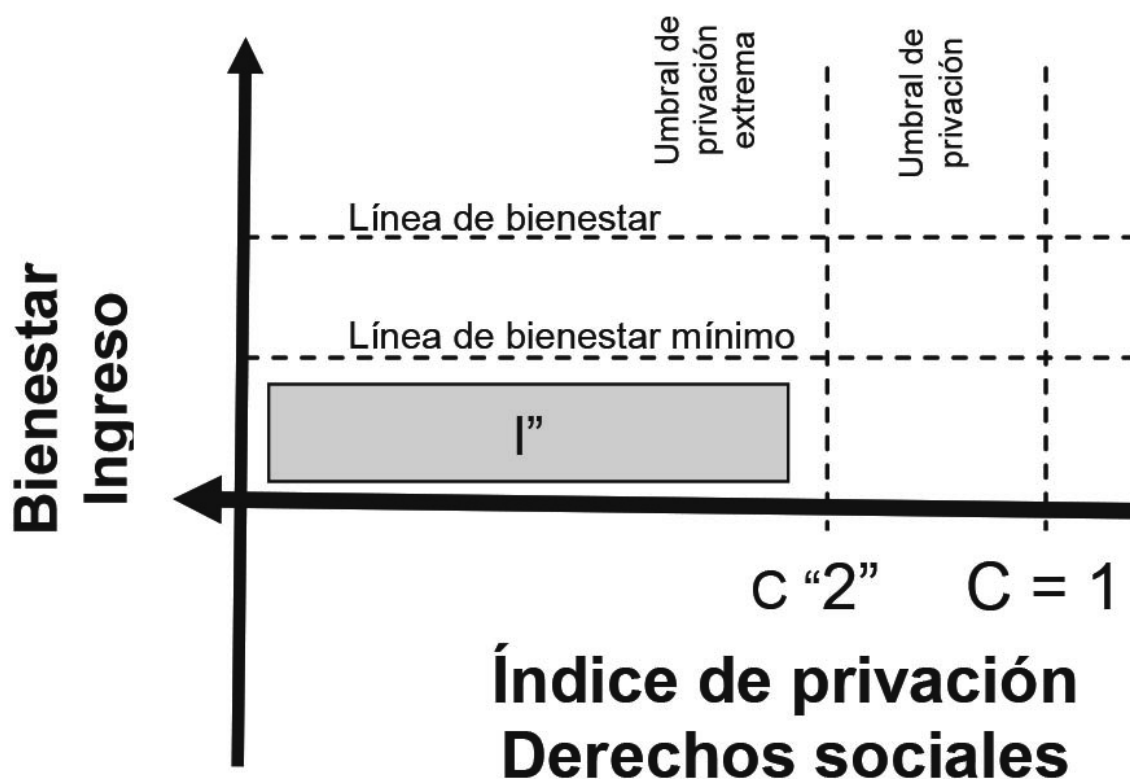 Umbral de
privación
extrema
Umbral de
privación
Línea de bienestar
Línea de bienestar mínimo
Bienestar
Ingreso
I”
C “2”
C = 1
Índice de privación
Derechos sociales